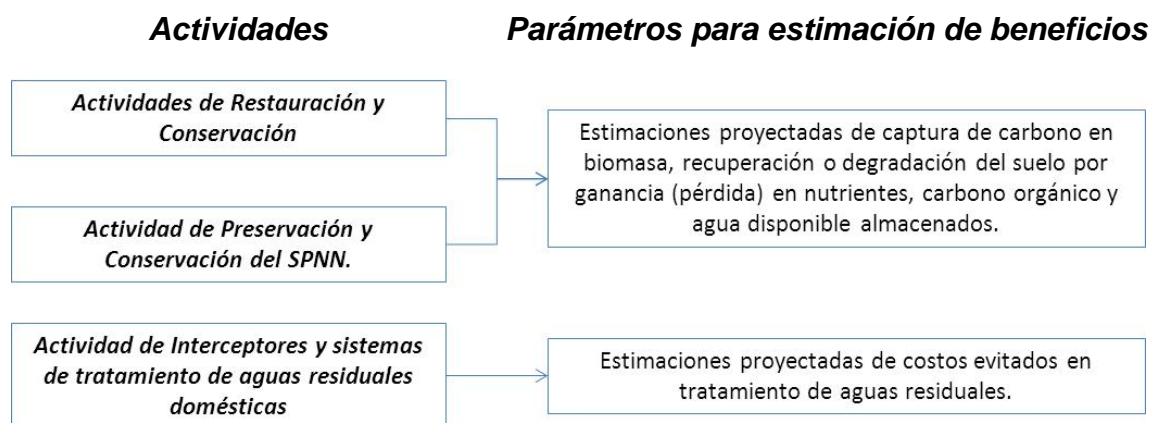 Actividades
Parámetros para estimación de beneficios
Actividades de Restauración y
Conservación
Actividad de Preservación y
Conservación del SPNN.
Estimaciones proyectadas de captura de carbono en
biomasa, recuperación o degradación del suelo por
ganancia (pérdida) en nutrientes, carbono orgánico y
agua disponible almacenados.
Actividad de Interceptores y sistemas
de tratamiento de aguas residuales
domésticas
Estimaciones proyectadas de costos evitados en
tratamiento de aguas residuales.